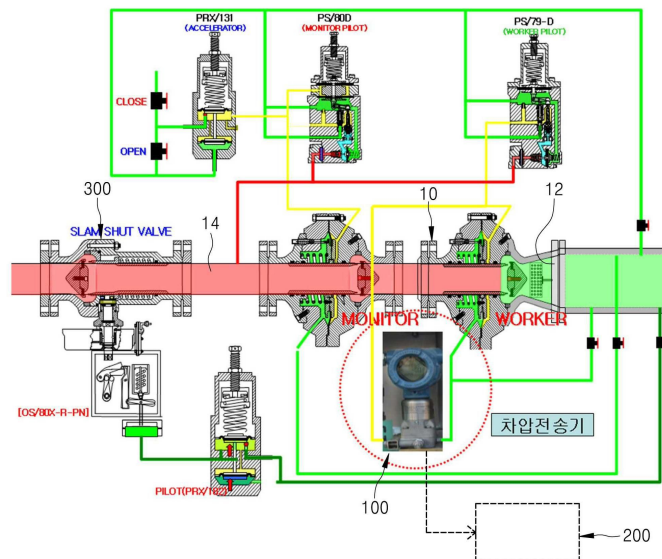 PRX/131
(ACCELERATOR)
PS/80D
(MONITOR PILOT)
PS/79-D
(WORKER PILOT)
CLOSE
OPEN
300
SLAM SHUT VALVE
14
10
12
MONITOR
WORKER
[OS/80X-R-PN]
차압전송기
PILOT(PRX/182)
100
200